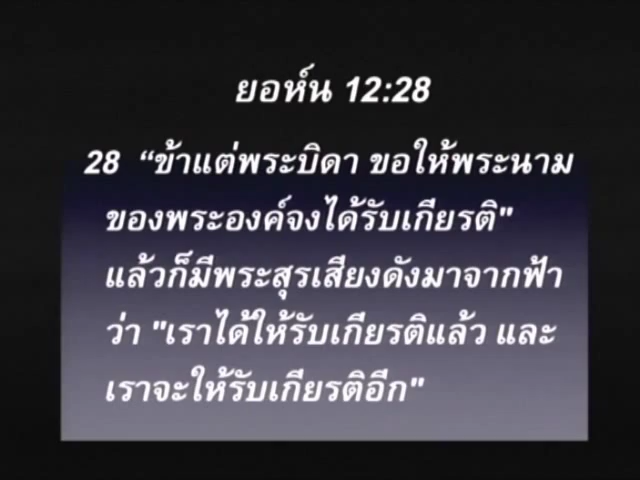 ยอห์น 12:28
28 “ข้าแต่พระบิดา ขอให้พระนาม
ของพระองค์จงได้รับเกียรติ"
แล้วก็มีพระสุรเสียงดังมาจากฟ้า
ว่า "เราได้ให้รับเกียรติแล้ว และ
เราจะให้รับเกียรติอีก"